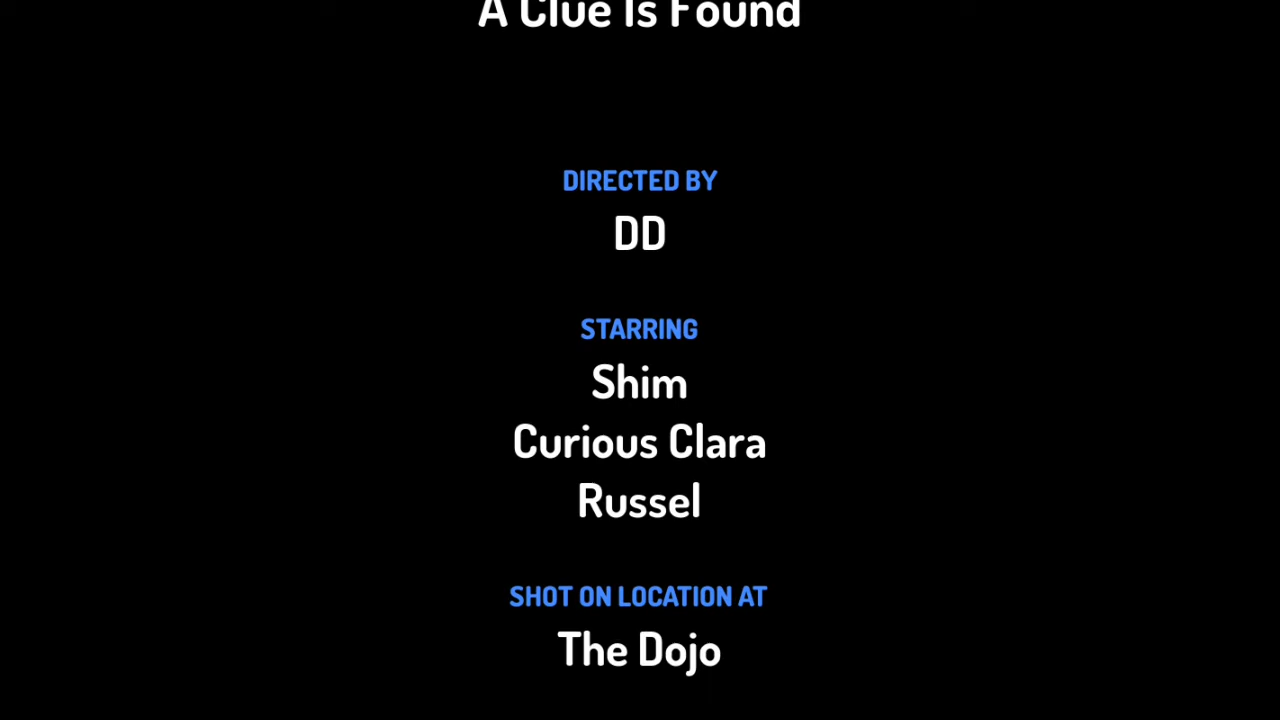 A Clue Is Found
DIRECTED BY
DD
STARRING
Shim
Curious Clara
Russel
SHOT ON LOCATION AT
The Dojo